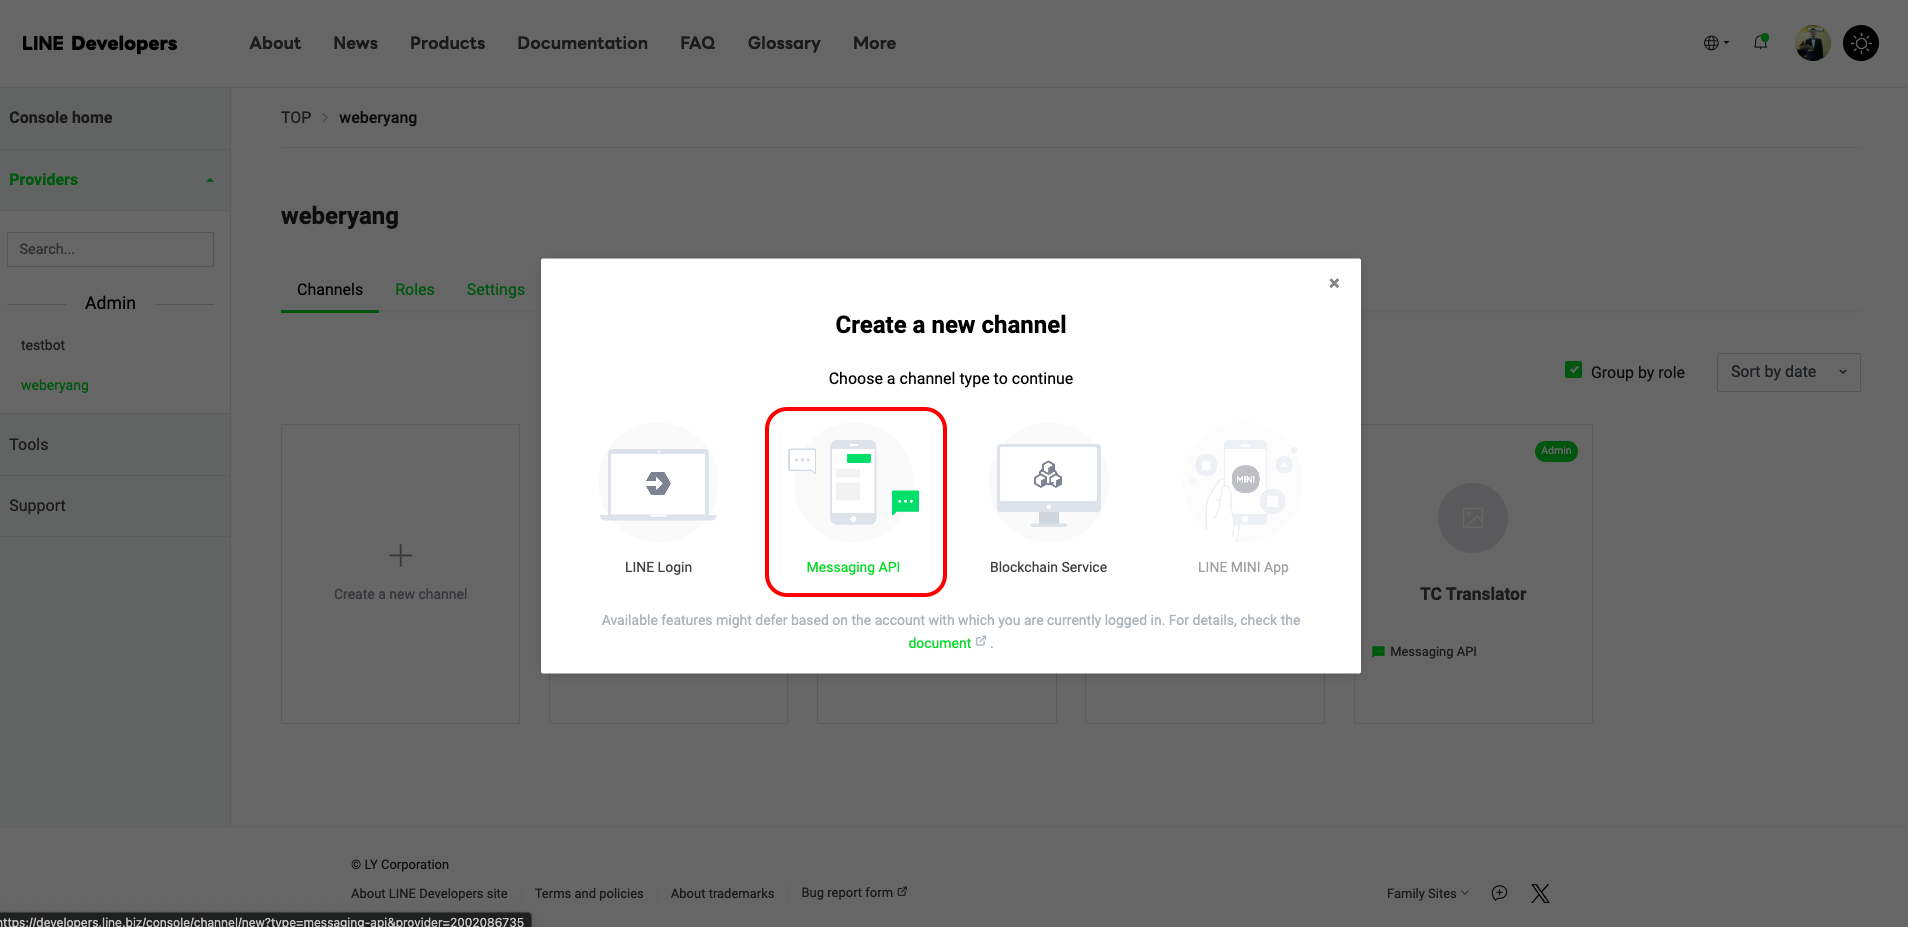 LINE Developers
About
News
Products
Documentation
FAQ
Glossary
More
Console home
Providers
Search...
Admin
testbot
weberyang
Tools
Support
TOP
weberyang
weberyang
Channels
Roles
Settings
Group by role
Sort by date
Create a new channel
Create a new channel
Choose a channel type to continue
MINI
LINE Login
Messaging API
Blockchain Service
LINE MINI App
Available features might defer based on the account with which you are currently logged in. For details, check the
document .
Admin
TC Translator
Messaging API
© LY Corporation
About LINE Developers site
Terms and policies
About trademarks
Bug report form
Family Sites
https://developers.line.biz/console/channel/new?type=messaging-api&provider=2002086735